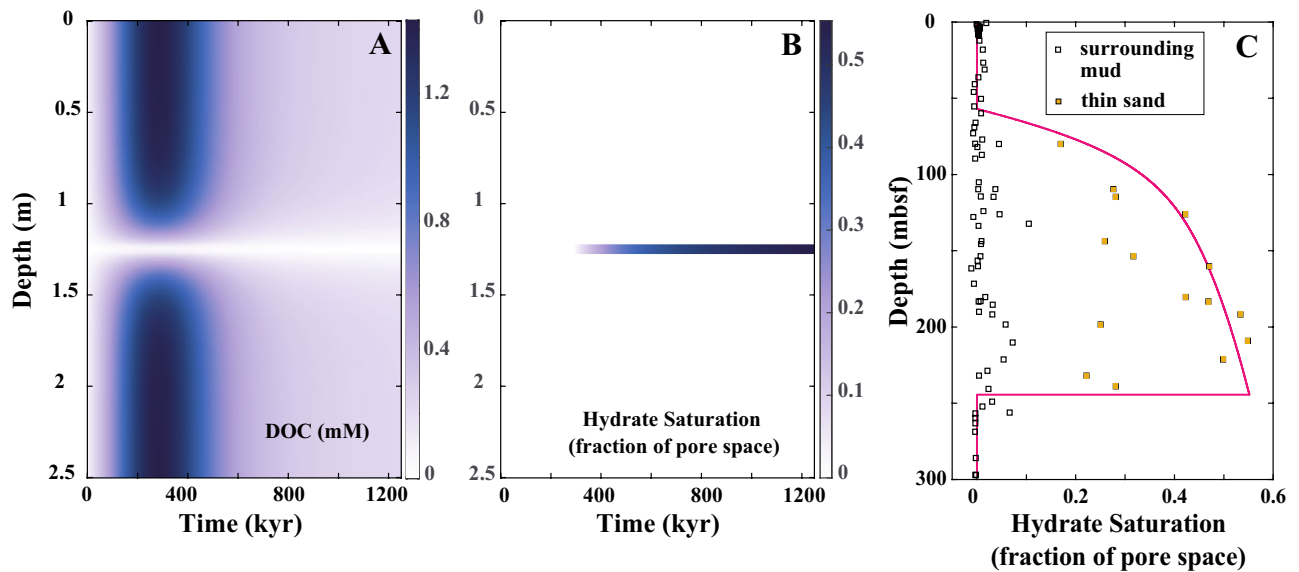 A
0
0.5
1
1.5
2
2.5
Depth (m)
0
400
800
1200
Time (kyr)
DOC (mM)
1.2
0.8
0.4
0
B
0
0.5
1
1.5
2
2.5
0
400
800
1200
Time (kyr)
Hydrate Saturation
(fraction of pore space)
0.5
0.4
0.3
0.2
0.1
0
C
surrounding
mud
thin sand
0
100
200
300
Depth (mbsf)
0
0.2
0.4
0.6
Hydrate Saturation
(fraction of pore space)